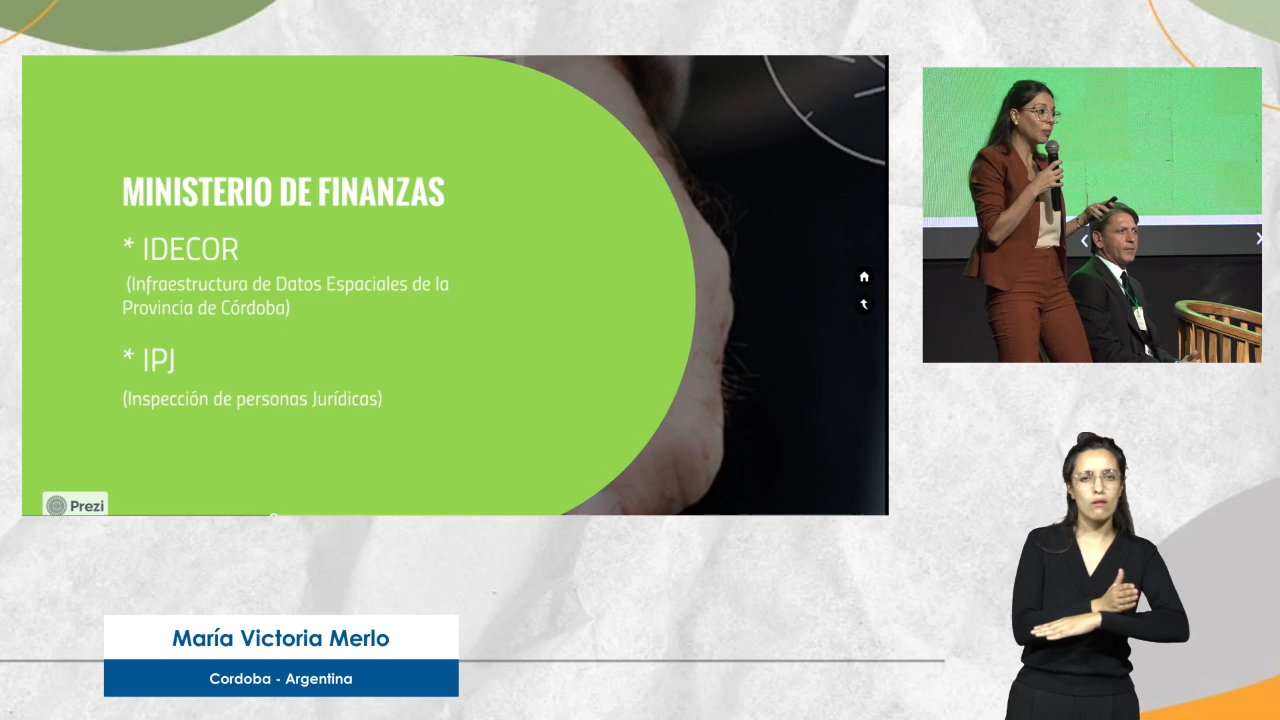 MINISTERIO DE FINANZAS
* IDECOR
(Infraestructura de Datos Espaciales de la
Provincia de Córdoba)
* IPJ
(Inspección de personas Jurídicas)
Prezi
María Victoria Merlo
Cordoba - Argentina